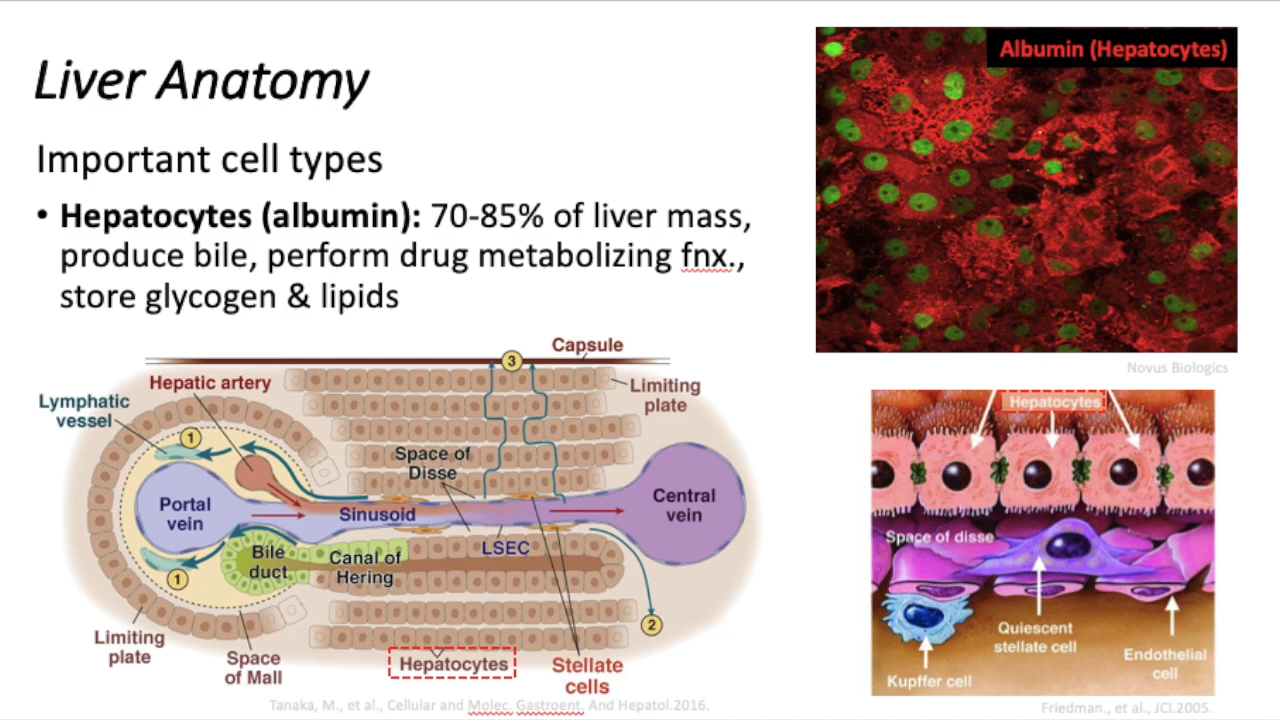 Liver Anatomy
Important cell types
• Hepatocytes (albumin): 70-85% of liver mass,
produce bile, perform drug metabolizing fnx.,
store glycogen & lipids
Albumin (Hepatocytes)
Novus Biologics
Capsule
3
Hepatic artery
Limiting
plate
Lymphatic
vessel
1
Space of
Disse
Portal
vein
Sinusoid
Central
vein
LSEC
Bile
duct
Canal of
Hering
1
2
Limiting
plate
Space
of Mall
Hepatocytes
Stellate
cells
Tanaka, M., et al., Cellular and Molec. Gastroent. And Hepatol.2016.
Hepatocytes
Space of disse
Quiescent
stellate cell
Endothelial
cell
Kupffer cell
Friedman., et al., JCI.2005.